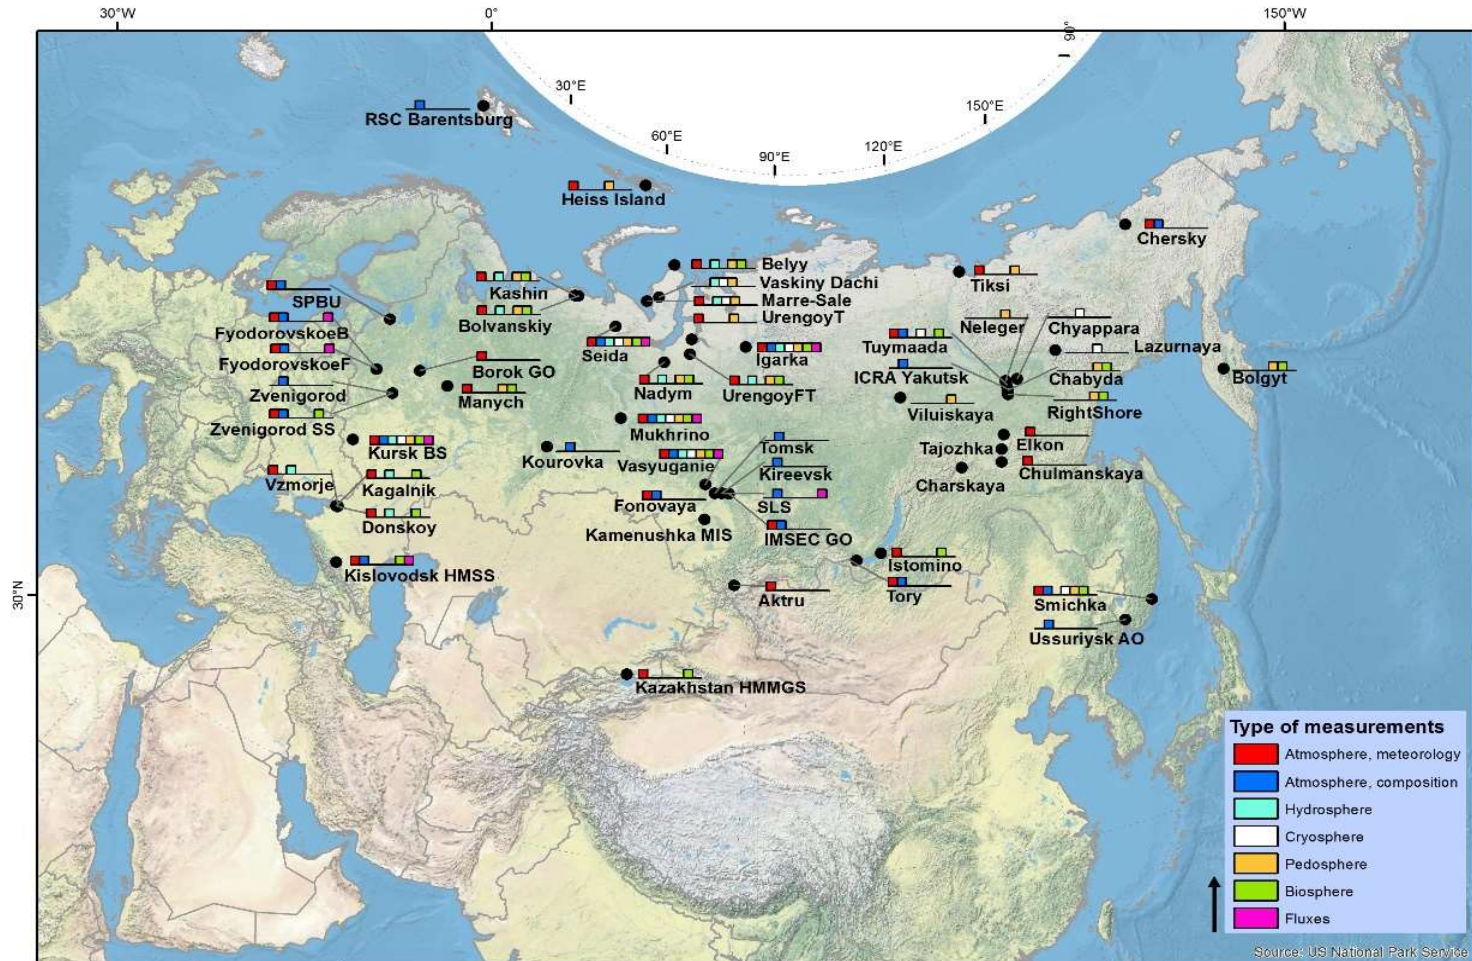 30°W
0°
90°
150°W
30°E
150°E
RSC Barentsburg
60°E
120°E
90°E
Heiss Island
Chersky
Belyy
Kashin
Vaskiny Dachi
Tiksi
SPBU
Marre-Sale
Bolvanskiy
UrengoyT
Neleger
Chyappara
FyodorovskoeB
Tuymaada
Lazurnaya
Seida
Igarka
FyodorovskoeF
Borok GO
ICRA Yakutsk
Chabyda
Bolgyt
Zvenigorod
Nadym
UrengoyFT
Manych
Viluiskaya
RightShore
Zvenigorod SS
Mukhrino
Elkon
Tajozhka
Tomsk
Kursk BS
Kourovka
Vasyuganie
Kireevsk
Chulmanskaya
Vzmorje
Kagalnik
Charskaya
Fonovaya
SLS
Donskoy
Kamenushka MIS
IMSEC GO
Istomino
Kislovodsk HMSS
Tory
30°N
Aktru
Smichka
Ussuriysk AO
Kazakhstan HMMGS
Type of measurements
Atmosphere, meteorology
Atmosphere, composition
Hydrosphere
Cryosphere
Pedosphere
Biosphere
Fluxes
Source: US National Park Service